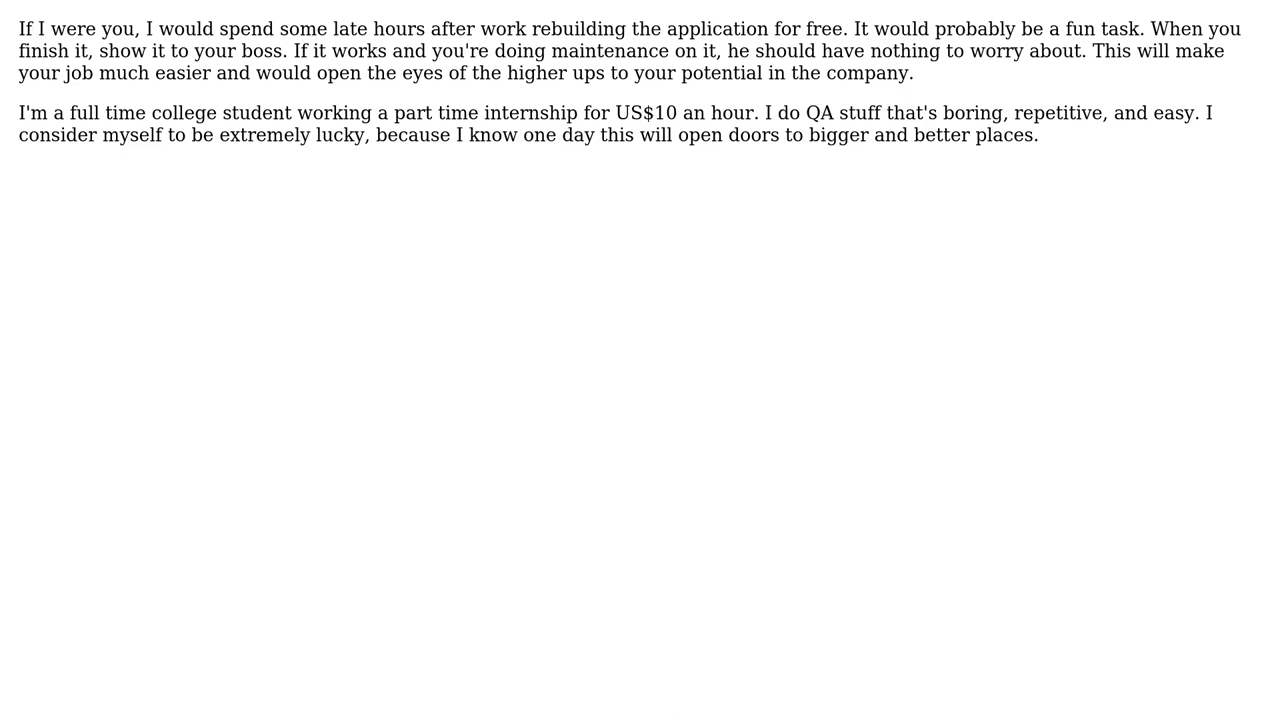 If I were you, I would spend some late hours after work rebuilding the application for free. It would probably be a fun task. When you
finish it, show it to your boss. If it works and you're doing maintenance on it, he should have nothing to worry about. This will make
your job much easier and would open the eyes of the higher ups to your potential in the company.
I'm a full time college student working a part time internship for US$10 an hour. I do QA stuff that's boring, repetitive, and easy. I
consider myself to be extremely lucky, because I know one day this will open doors to bigger and better places.